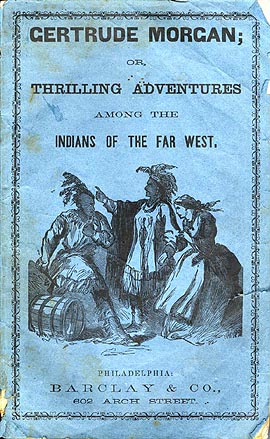 GERTRUDE MORGAN;
OR,
THRILLING ADVENTURES
AMONG THE
INDIANS OF THE FAR WEST.
PHILADELPHIA:
BARCLAY & CO.,
602 ARCH STREET.